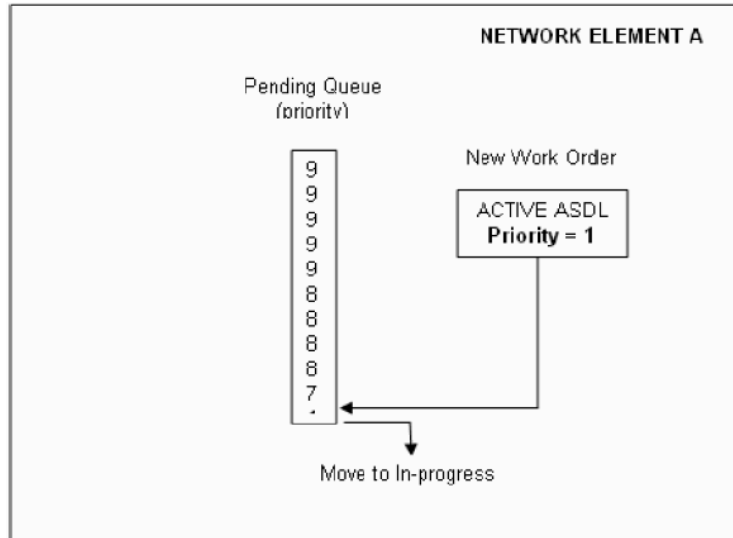 NETWORK ELEMENT A
Pending Queue
(priority)
New Work Order
9
9
9
9
9
8
8
8
8
7
ACTIVE ASDL
Priority = 1
Move to In-progress